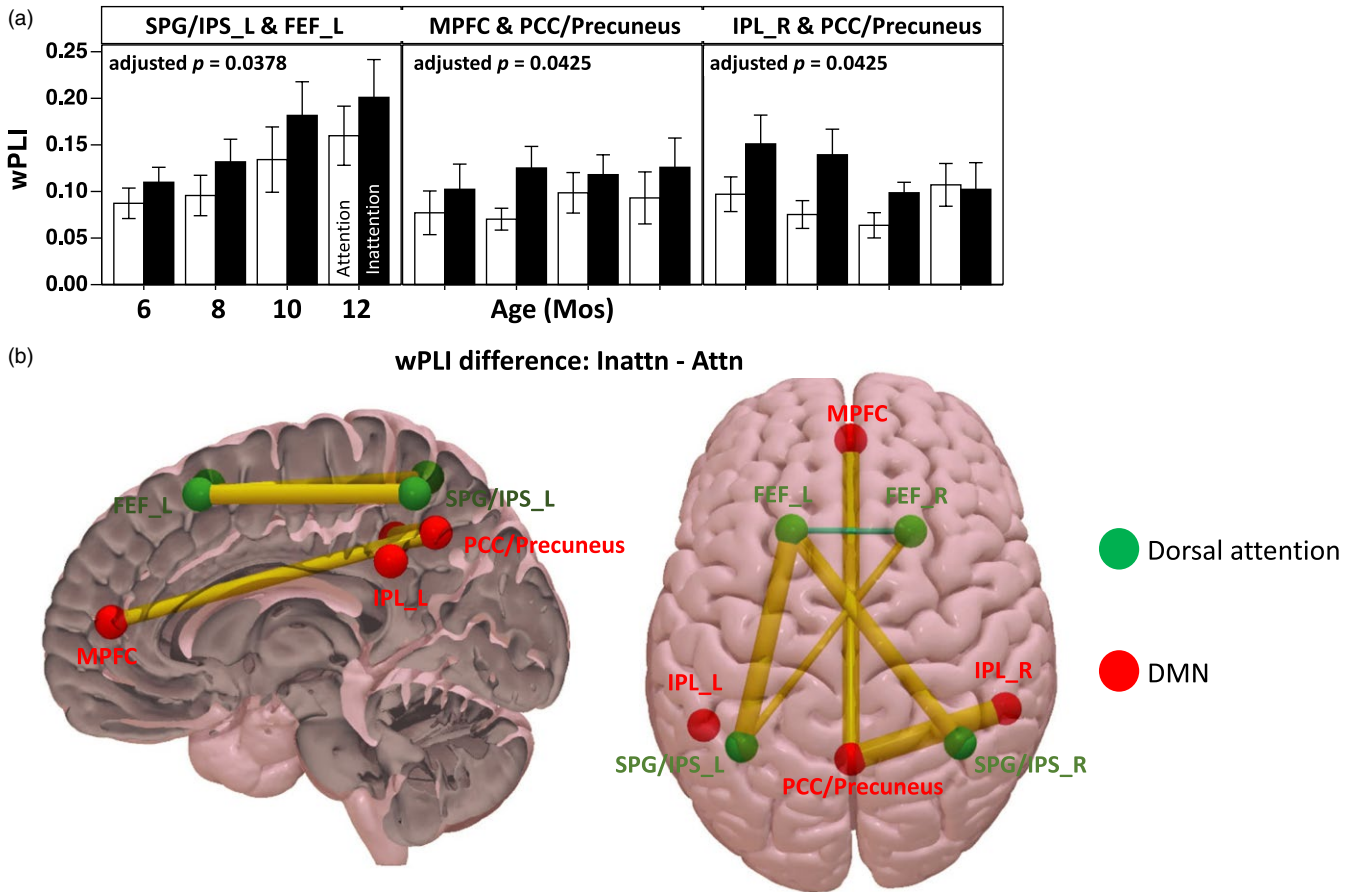 (a)
SPG/IPS_L & FEF_L MPFC & PCC/Precuneus IPL_R & PCC/Precuneus
adjusted p = 0.0378 adjusted p = 0.0425 adjusted p = 0.0425
wPLI
0.25
0.20
0.15
0.10
0.05
0.00
Attention
Inattention
6 8 10 12 Age (Mos)
(b)
wPLI difference: Inattn - Attn
FEF_L
SPG/IPS_L
PCC/Precuneus
IPL_L
MPFC
MPFC
FEF_L FEF_R
IPL_L IPL_R
SPG/IPS_L SPG/IPS_R
PCC/Precuneus
Dorsal attention
DMN